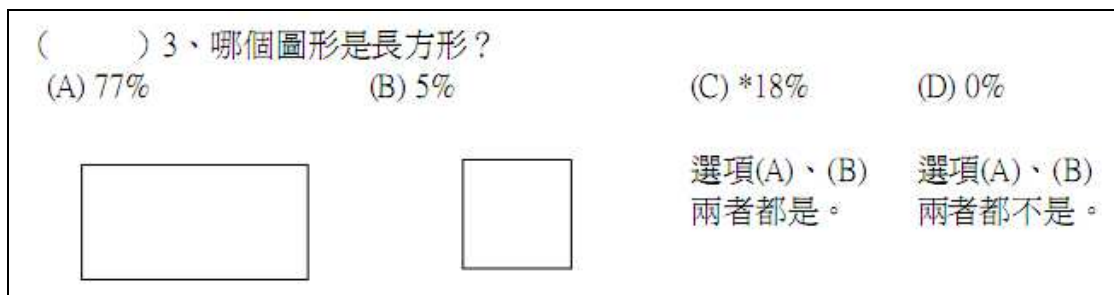 (　　　) 3、哪個圖形是長方形？
(A) 77%　(B) 5%　(C) *18%　(D) 0%
選項(A)、(B)　選項(A)、(B)
兩者都是。　兩者都不是。